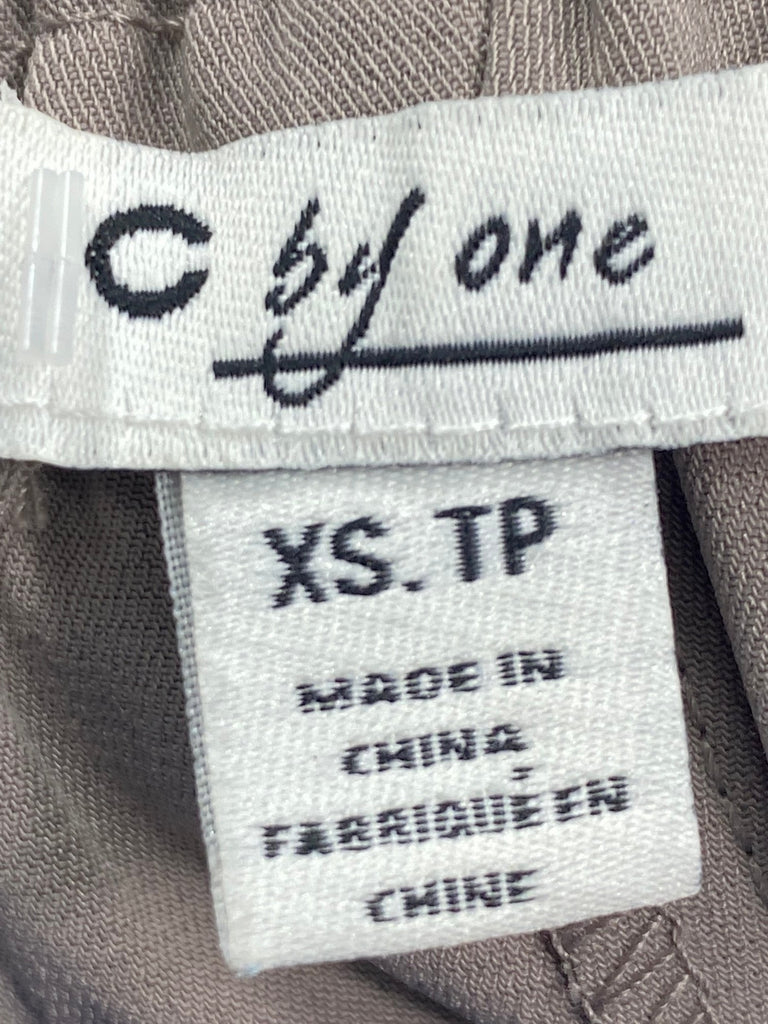 C by one
XS. TP
MADE IN
CHINA
FABRIQUÉ EN
CHINE